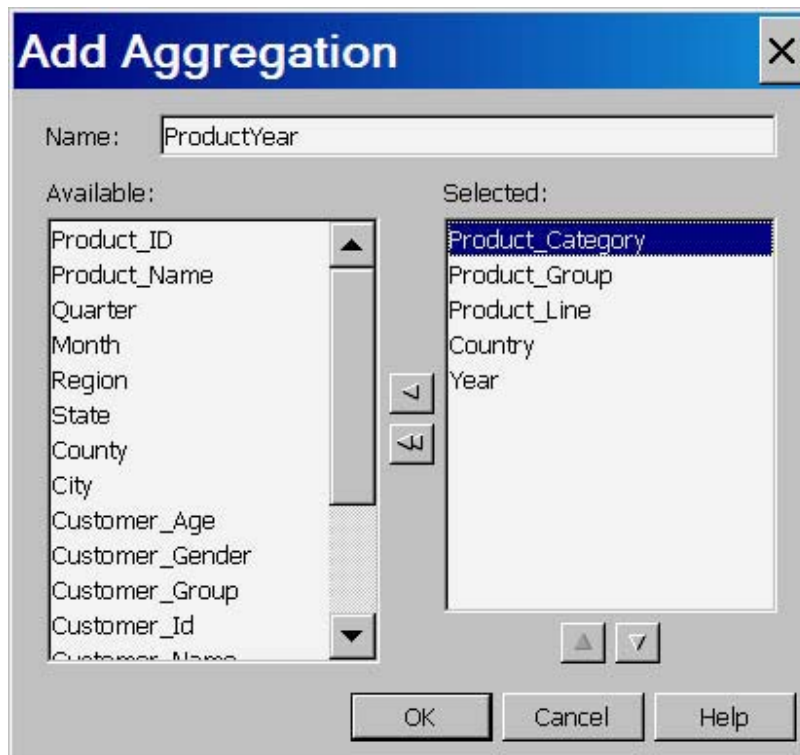 Add Aggregation
Name: ProductYear
Available:
Selected:
Product_ID
Product_Name
Quarter
Month
Region
State
County
City
Customer_Age
Customer_Gender
Customer_Group
Customer_Id
Customer_Name
Product_Category
Product_Group
Product_Line
Country
Year
OK
Cancel
Help